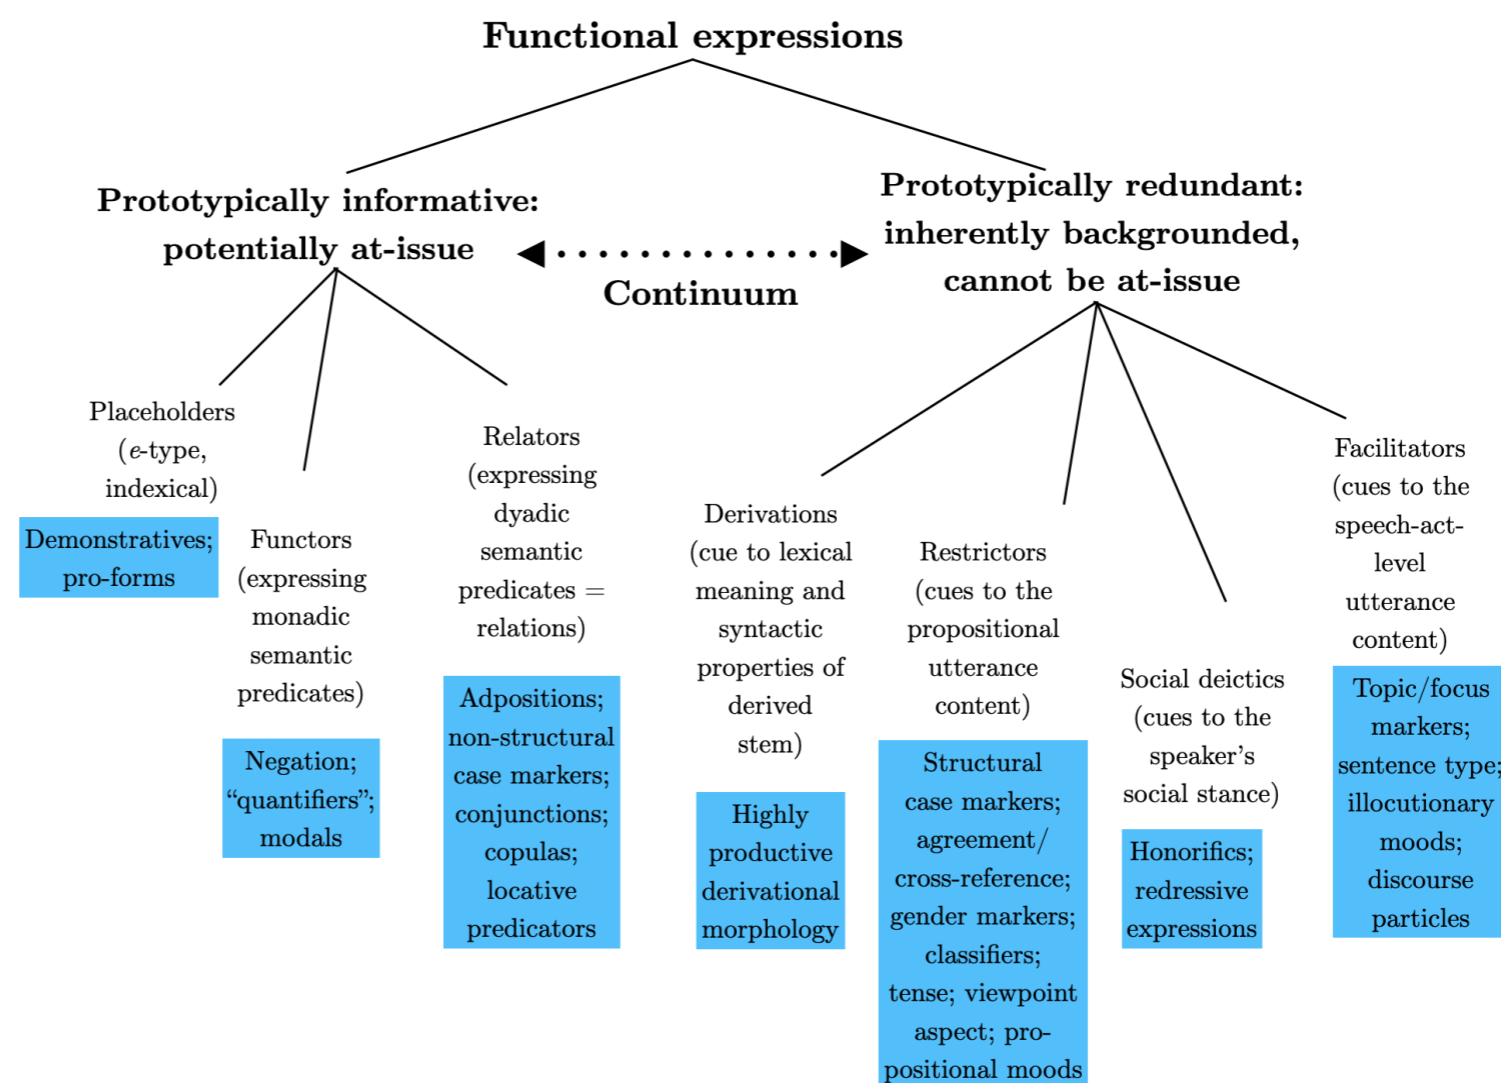 Functional expressions
Prototypically informative:
potentially at-issue
Continuum
Prototypically redundant:
inherently backgrounded,
cannot be at-issue
Placeholders
(e-type,
indexical)
Demonstratives;
pro-forms
Functors
(expressing
monadic
semantic
predicates)
Negation;
“quantifiers”;
modals
Relators
(expressing
dyadic
semantic
predicates =
relations)
Adpositions;
non-structural
case markers;
conjunctions;
copulas;
locative
predicators
Derivations
(cue to lexical
meaning and
syntactic
properties of
derived
stem)
Highly
productive
derivational
morphology
Restrictors
(cues to the
propositional
utterance
content)
Structural
case markers;
agreement/
cross-reference;
gender markers;
classifiers;
tense; viewpoint
aspect; pro-
positional moods
Social deictics
(cues to the
speaker’s
social stance)
Honorifics;
redressive
expressions
Facilitators
(cues to the
speech-act-
level
utterance
content)
Topic/focus
markers;
sentence type;
illocutionary
moods;
discourse
particles